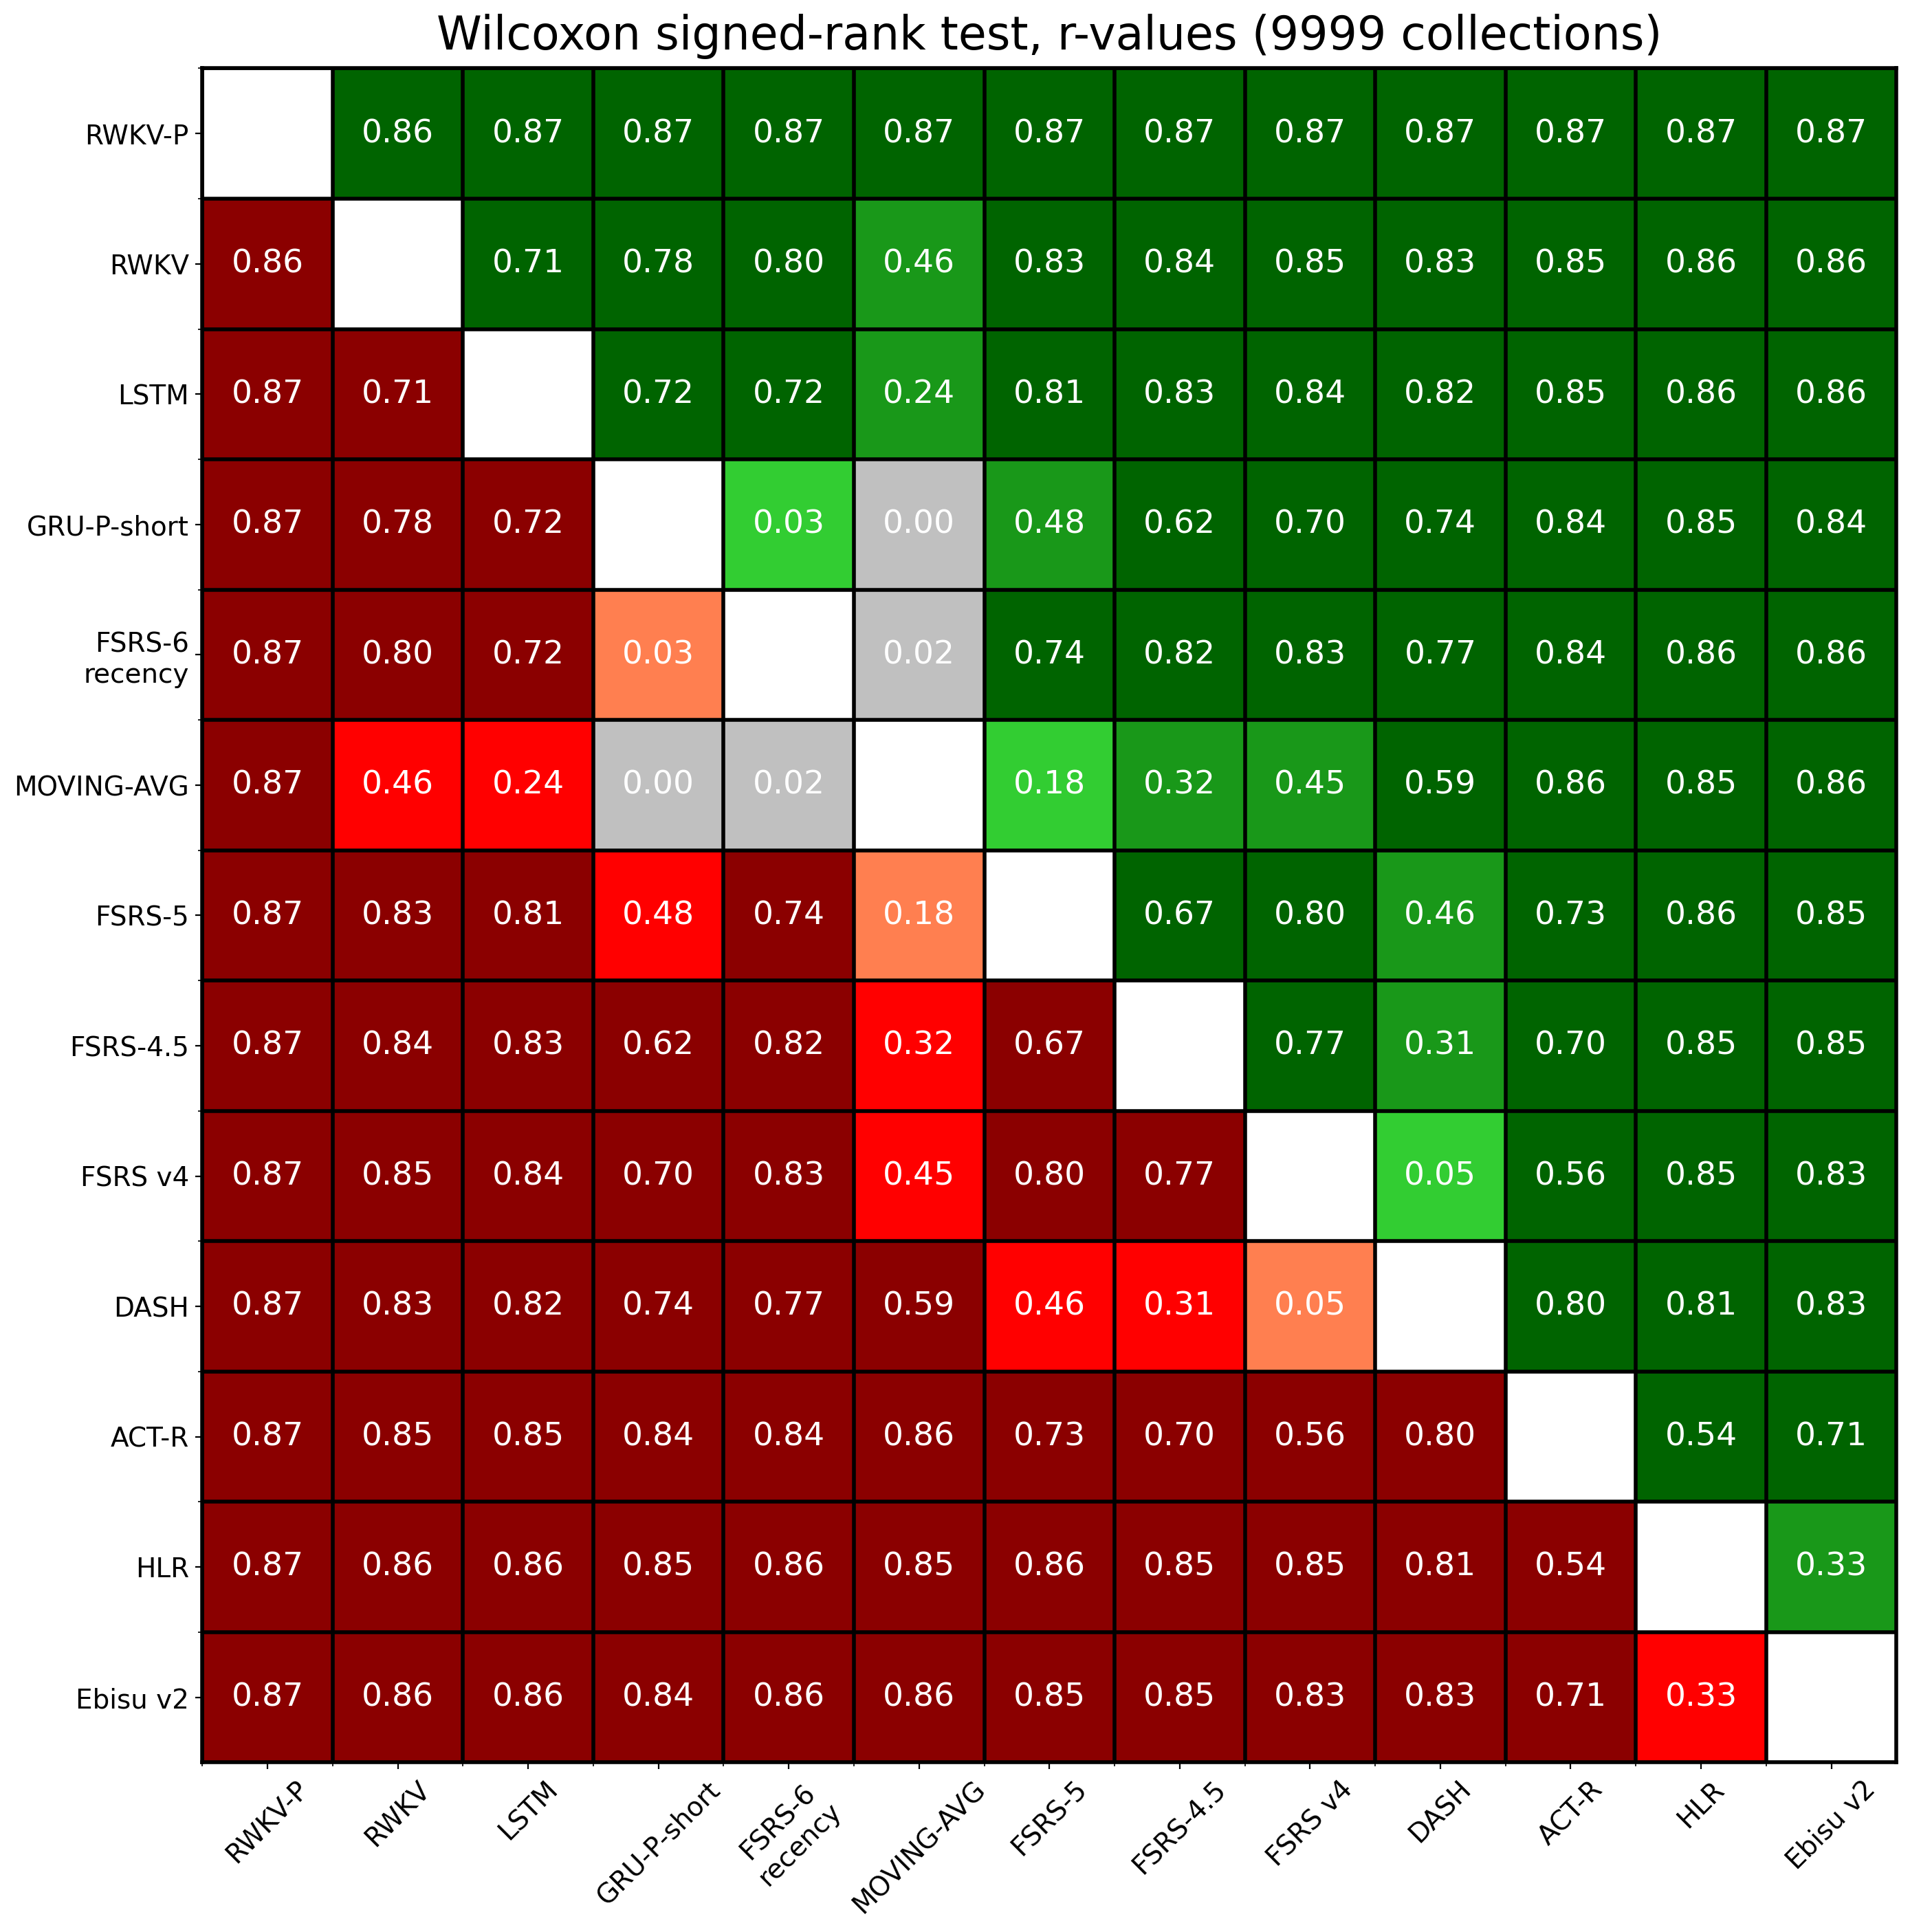 Wilcoxon signed-rank test, r-values (9999 collections)
RWKV-P 0.86 0.87 0.87 0.87 0.87 0.87 0.87 0.87 0.87 0.87 0.87 0.87
RWKV 0.86 0.71 0.78 0.80 0.46 0.83 0.84 0.85 0.83 0.85 0.86 0.86
LSTM 0.87 0.71 0.72 0.72 0.24 0.81 0.83 0.84 0.82 0.85 0.86 0.86
GRU-P-short 0.87 0.78 0.72 0.03 0.00 0.48 0.62 0.70 0.74 0.84 0.85 0.84
FSRS-6
recency 0.87 0.80 0.72 0.03 0.02 0.74 0.82 0.83 0.77 0.84 0.86 0.86
MOVING-AVG 0.87 0.46 0.24 0.00 0.02 0.18 0.32 0.45 0.59 0.86 0.85 0.86
FSRS-5 0.87 0.83 0.81 0.48 0.74 0.18 0.67 0.80 0.46 0.73 0.86 0.85
FSRS-4.5 0.87 0.84 0.83 0.62 0.82 0.32 0.67 0.77 0.31 0.70 0.85 0.85
FSRS v4 0.87 0.85 0.84 0.70 0.83 0.45 0.80 0.77 0.05 0.56 0.85 0.83
DASH 0.87 0.83 0.82 0.74 0.77 0.59 0.46 0.31 0.05 0.80 0.81 0.83
ACT-R 0.87 0.85 0.85 0.84 0.84 0.86 0.73 0.70 0.56 0.80 0.54 0.71
HLR 0.87 0.86 0.86 0.85 0.86 0.85 0.86 0.85 0.85 0.81 0.54 0.33
Ebisu v2 0.87 0.86 0.86 0.84 0.86 0.86 0.85 0.85 0.83 0.83 0.71 0.33
RWKV-P
RWKV
LSTM
GRU-P-short
FSRS-6
recency
MOVING-AVG
FSRS-5
FSRS-4.5
FSRS v4
DASH
ACT-R
HLR
Ebisu v2